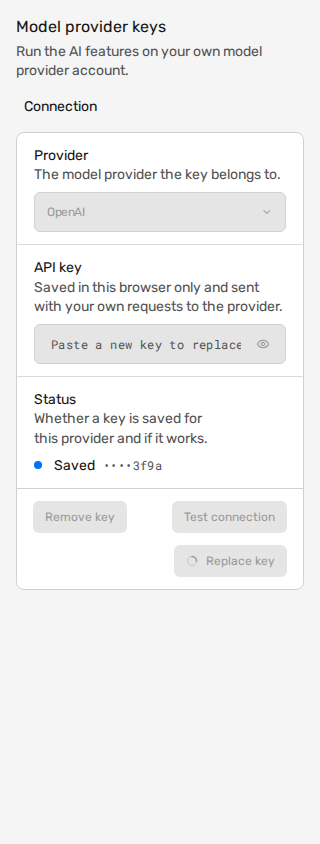 Model provider keys
Run the AI features on your own model
provider account.
Connection
Provider
The model provider the key belongs to.
OpenAI
API key
Saved in this browser only and sent
with your own requests to the provider.
Paste a new key to replace
Status
Whether a key is saved for
this provider and if it works.
Saved ••••3f9a
Remove key
Test connection
Replace key